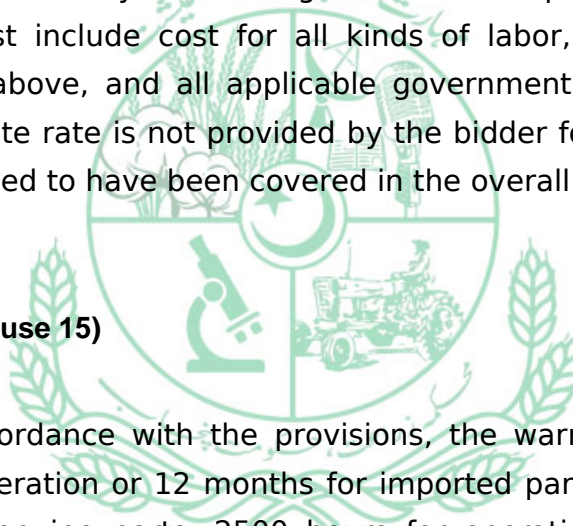 st include cost for all kinds of labor,
above, and all applicable government
te rate is not provided by the bidder fo
ed to have been covered in the overall
use 15)
ordance with the provisions, the warr
eration or 12 months for imported par